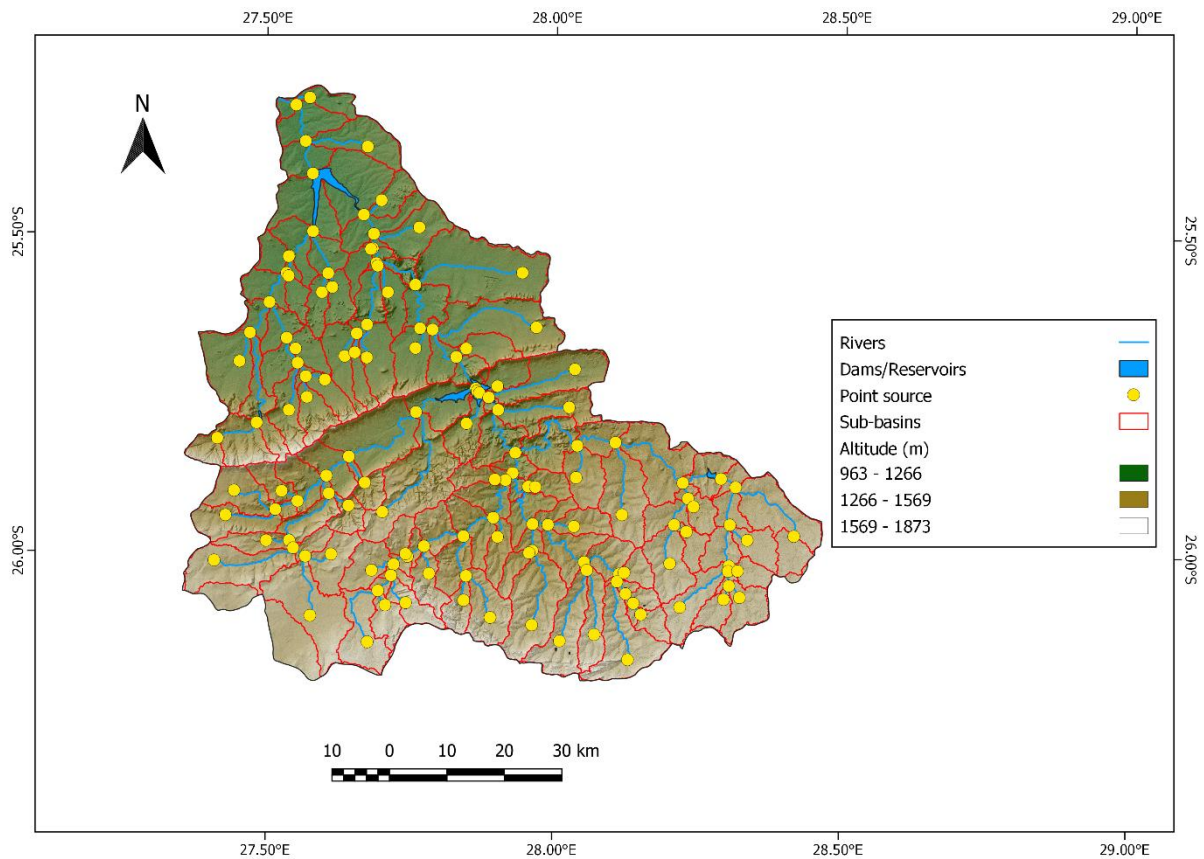 27.50°E 28.00°E 28.50°E 29.00°E
N
25.50°S 25.50°S
Rivers
Dams/Reservoirs
Point source
Sub-basins
Altitude (m)
963 - 1266
1266 - 1569
1569 - 1873
26.00°S 26.00°S
10 0 10 20 30 km
27.50°E 28.00°E 28.50°E 29.00°E